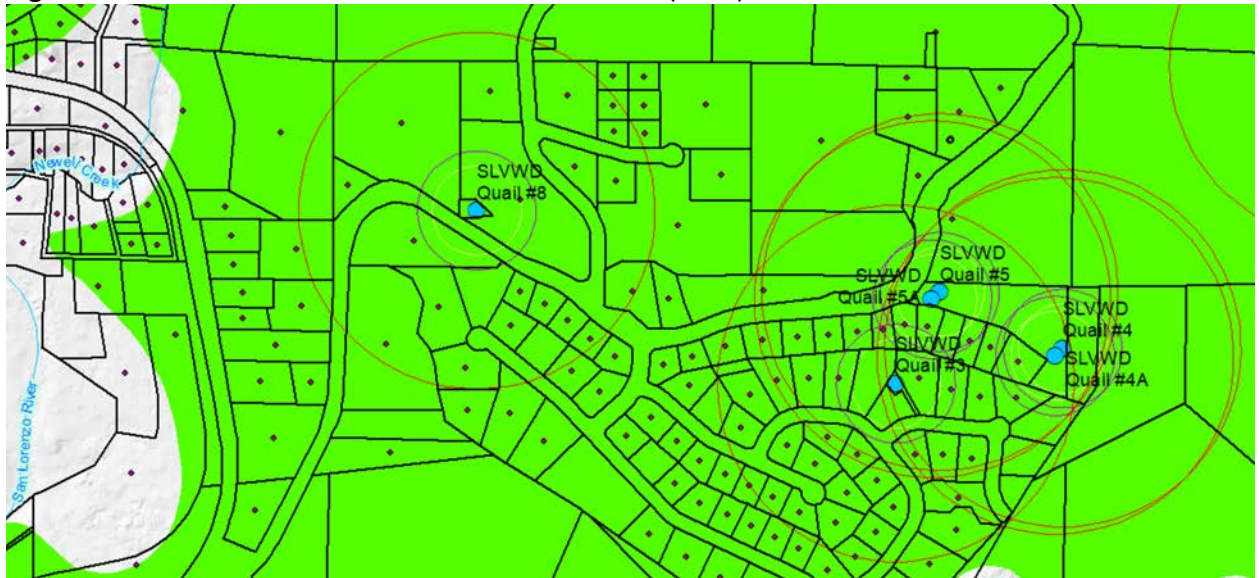 SLVWD
Quail #8
Newell Creek
SLVWD
Quail #5
SLVWD
Quail #5A
SLVWD
Quail #4
SLVWD
Quail #3
SLVWD
Quail #4A
San Lorenzo River